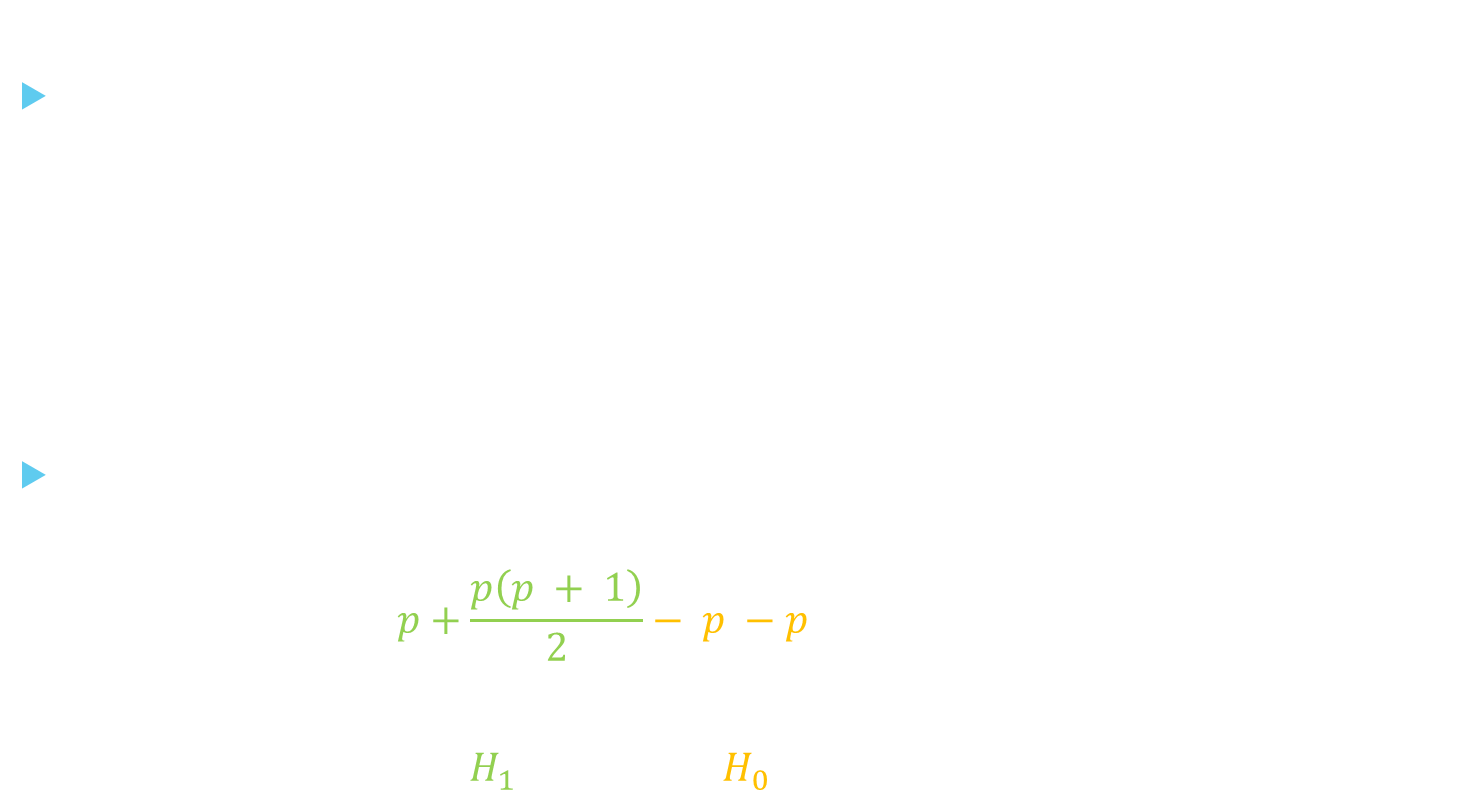 p + p(p + 1)/2 − p − p
H₁ H₀